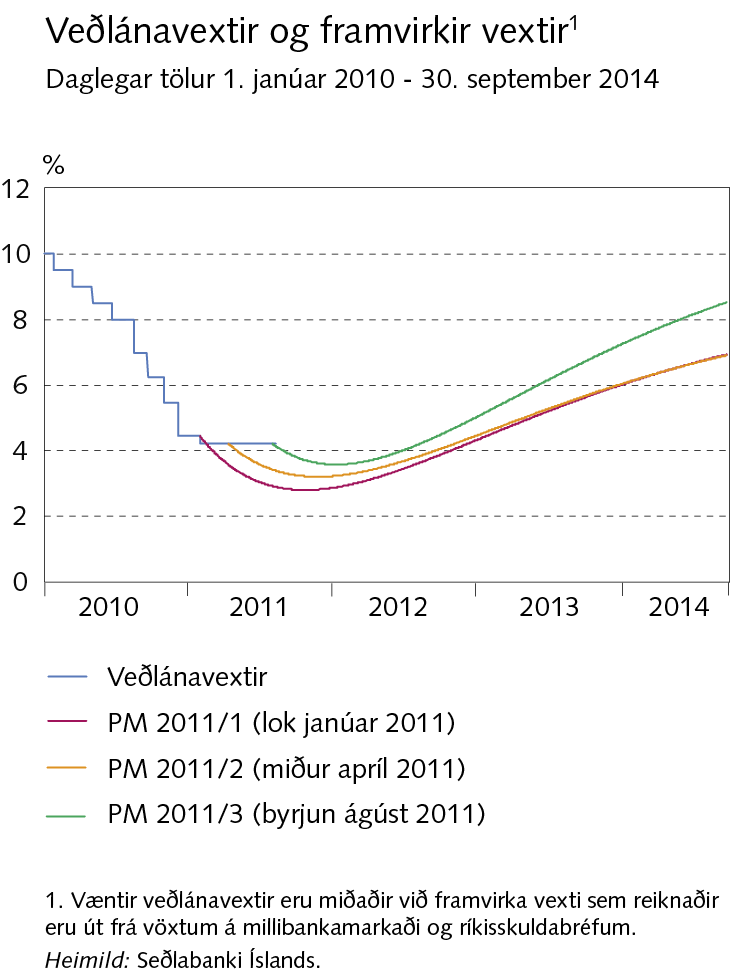 Veðlánavextir og framvirkir vextir¹
Daglegar tölur 1. janúar 2010 - 30. september 2014
%
12
10
8
6
4
2
0
2010 2011 2012 2013 2014
Veðlánavextir
PM 2011/1 (lok janúar 2011)
PM 2011/2 (miður apríl 2011)
PM 2011/3 (byrjun ágúst 2011)
1. Væntir veðlánavextir eru miðaðir við framvirka vexti sem reiknaðir
eru út frá vöxtum á millibankamarkaði og ríkisskuldabréfum.
Heimild: Seðlabanki Íslands.